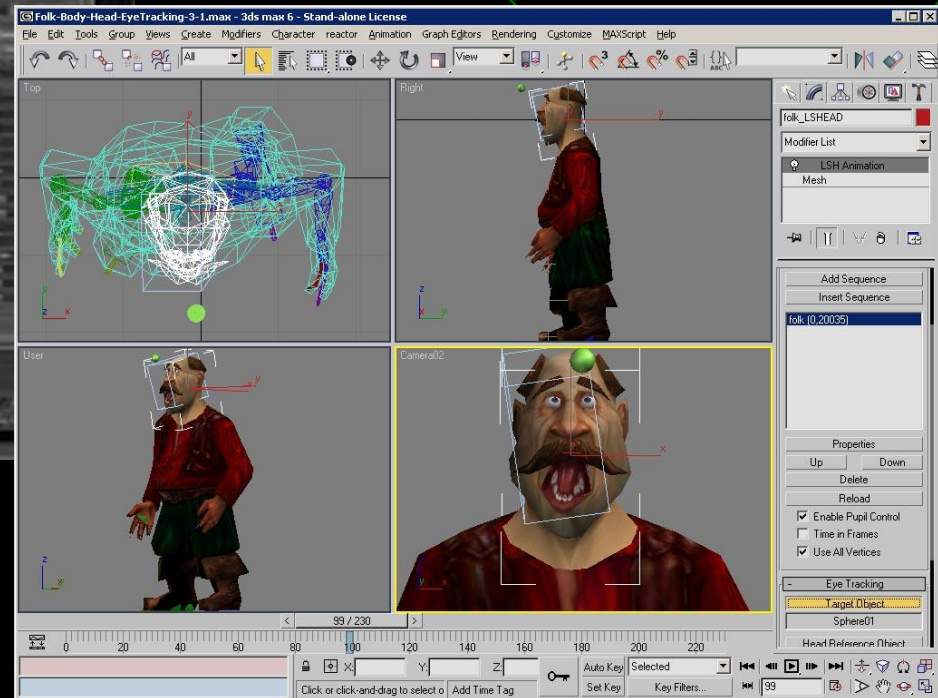 Folk-Body-Head-EyeTracking-3-1.max - 3ds max 6 - Stand-alone License
File Edit Tools Group Views Create Modifiers Character reactor Animation Graph Editors Rendering Customize MAXScript Help
All View
ABC
Top
y
x
y
z x
Right
y
z
x y
folk_LSHEAD
Modifier List
LSH Animation
Mesh
Add Sequence
Insert Sequence
folk (0,20035)
User
y
z
Camera02
x
y
Properties
Up Down
Delete
Reload
Enable Pupil Control
Time in Frames
Use All Vertices
- Eye Tracking
Target Object
Sphere01
Head Reference Object
< 99 / 230 >
0 20 40 60 80 100 120 140 160 180 200 220
X: Y: Z: Auto Key Selected
Click or click-and-drag to select o Add Time Tag Set Key Key Filters... 99